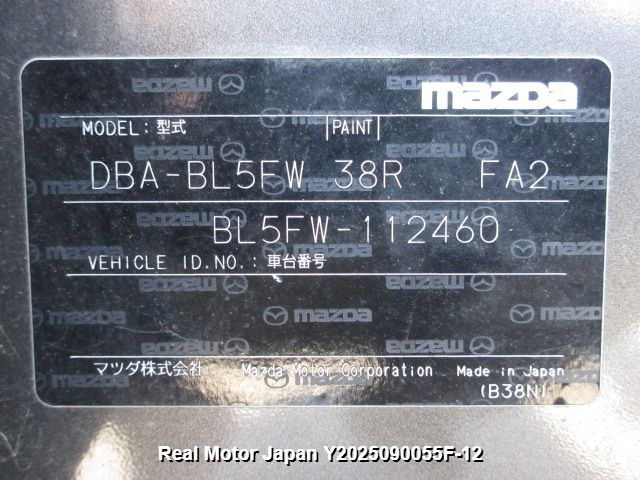 mazda
MODEL: 型式 PAINT
DBA-BL5FW 38R FA2
BL5FW-112460
VEHICLE ID.NO.: 車台番号
マツダ株式会社 Mazda Motor Corporation Made in Japan
(B38N)
Real Motor Japan Y2025090055F-12